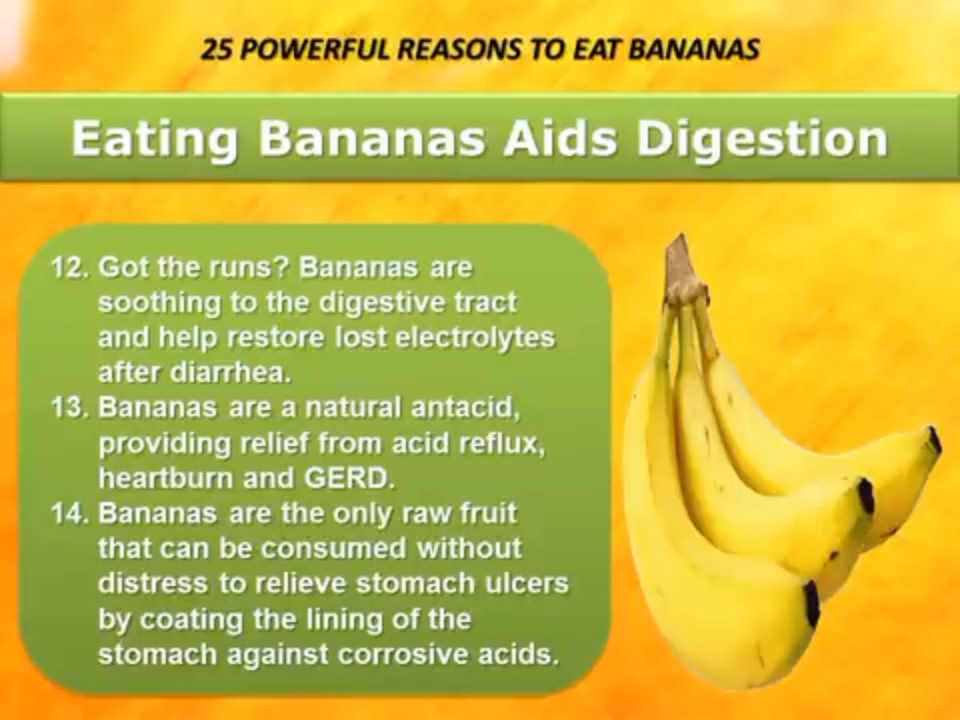 25 POWERFUL REASONS TO EAT BANANAS
Eating Bananas Aids Digestion
12. Got the runs? Bananas are
soothing to the digestive tract
and help restore lost electrolytes
after diarrhea.
13. Bananas are a natural antacid,
providing relief from acid reflux,
heartburn and GERD.
14. Bananas are the only raw fruit
that can be consumed without
distress to relieve stomach ulcers
by coating the lining of the
stomach against corrosive acids.